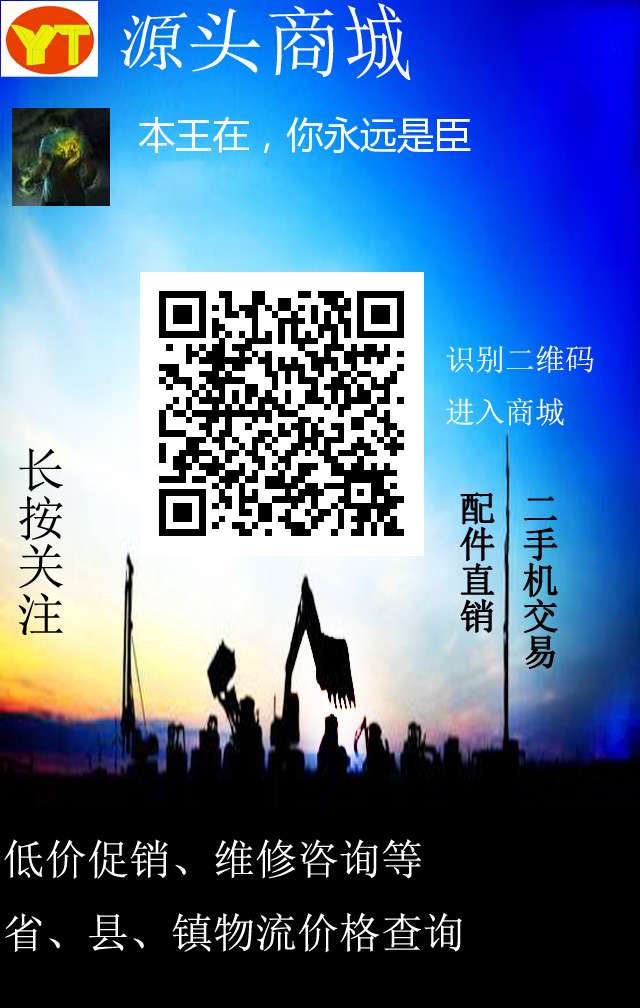 YT
源头商城
本王在，你永远是臣
识别二维码
进入商城
长按关注
配件直销
二手机交易
低价促销、维修咨询等
省、县、镇物流价格查询